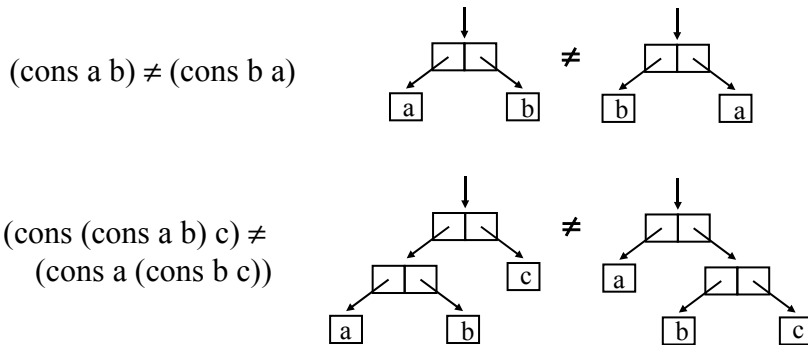 (cons a b) ≠ (cons b a)
≠
a b b a
(cons (cons a b) c) ≠
(cons a (cons b c))
≠
c a
a b b c